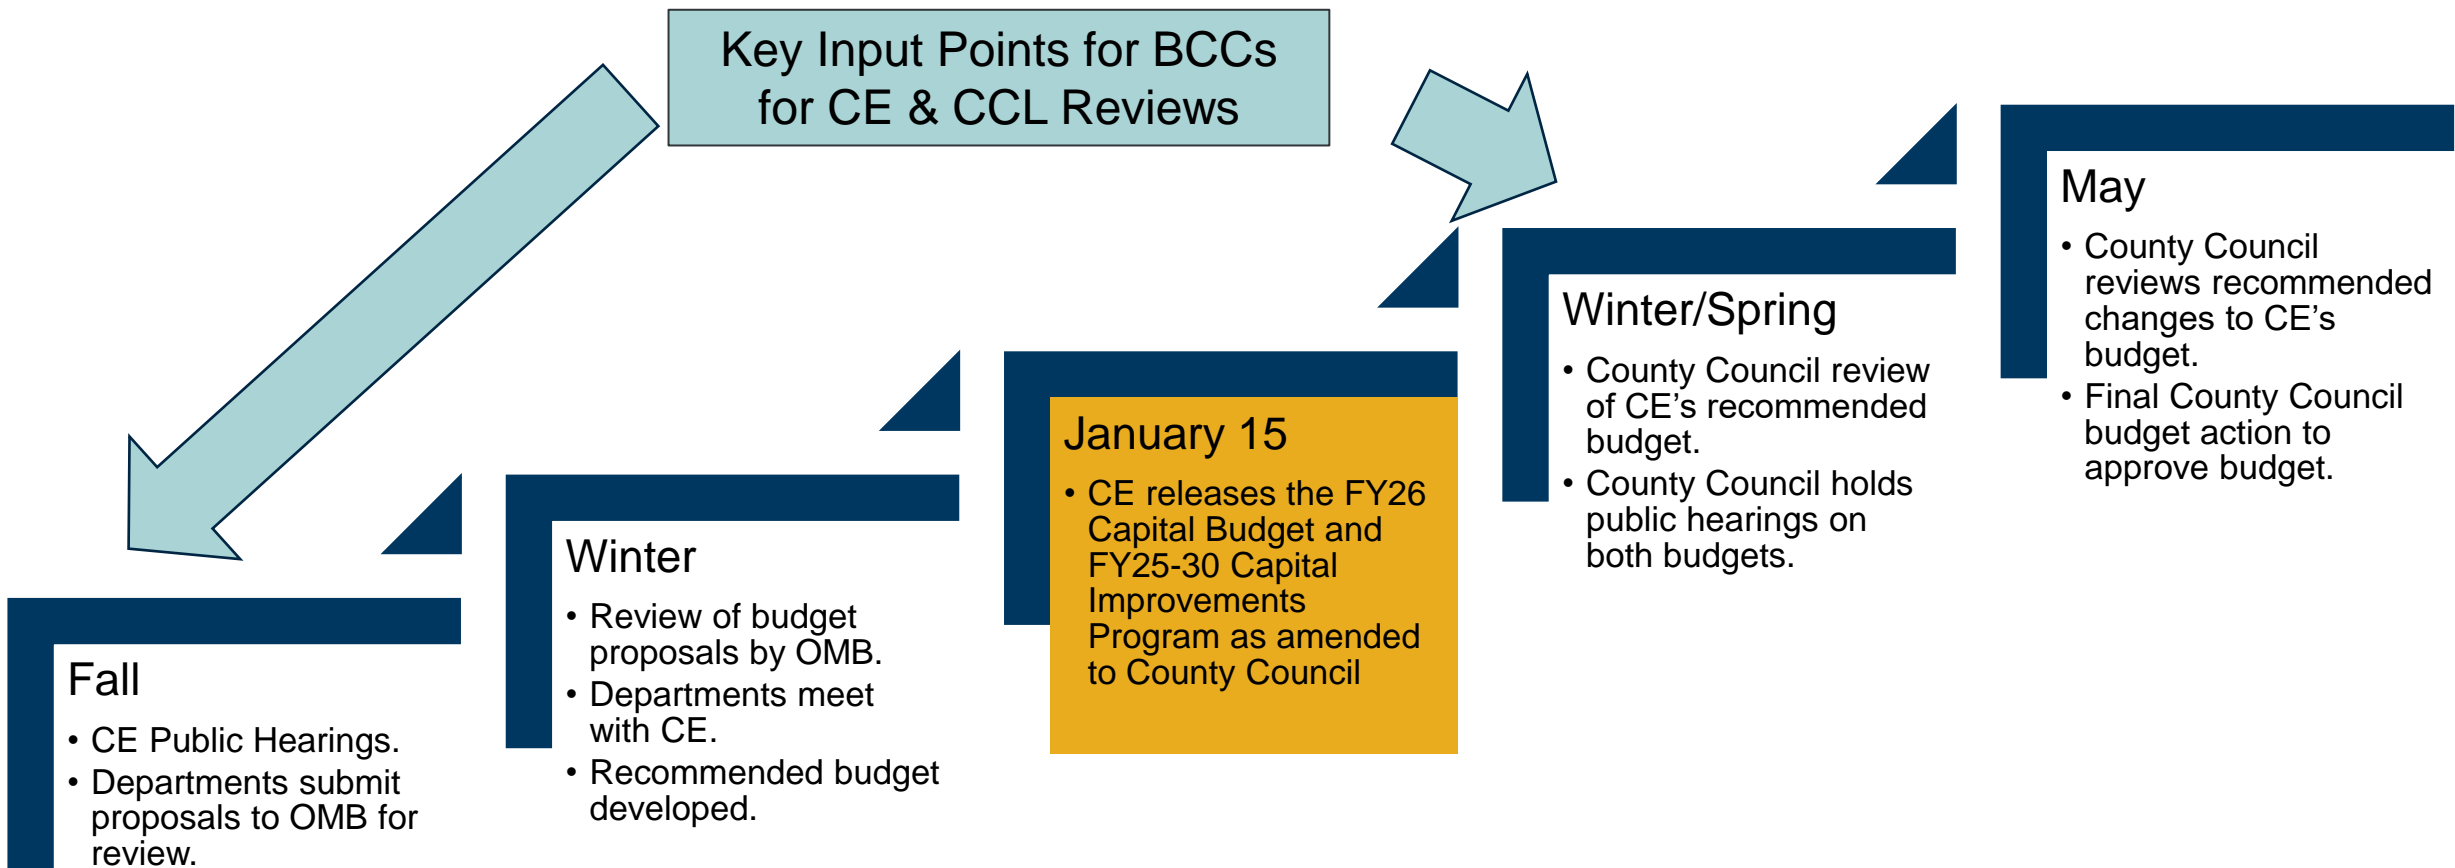 Key Input Points for BCCs
for CE & CCL Reviews
Fall
• CE Public Hearings.
• Departments submit
proposals to OMB for
review.
Winter
• Review of budget
proposals by OMB.
• Departments meet
with CE.
• Recommended budget
developed.
January 15
• CE releases the FY26
Capital Budget and
FY25-30 Capital
Improvements
Program as amended
to County Council
Winter/Spring
• County Council review
of CE’s recommended
budget.
• County Council holds
public hearings on
both budgets.
May
• County Council
reviews recommended
changes to CE’s
budget.
• Final County Council
budget action to
approve budget.